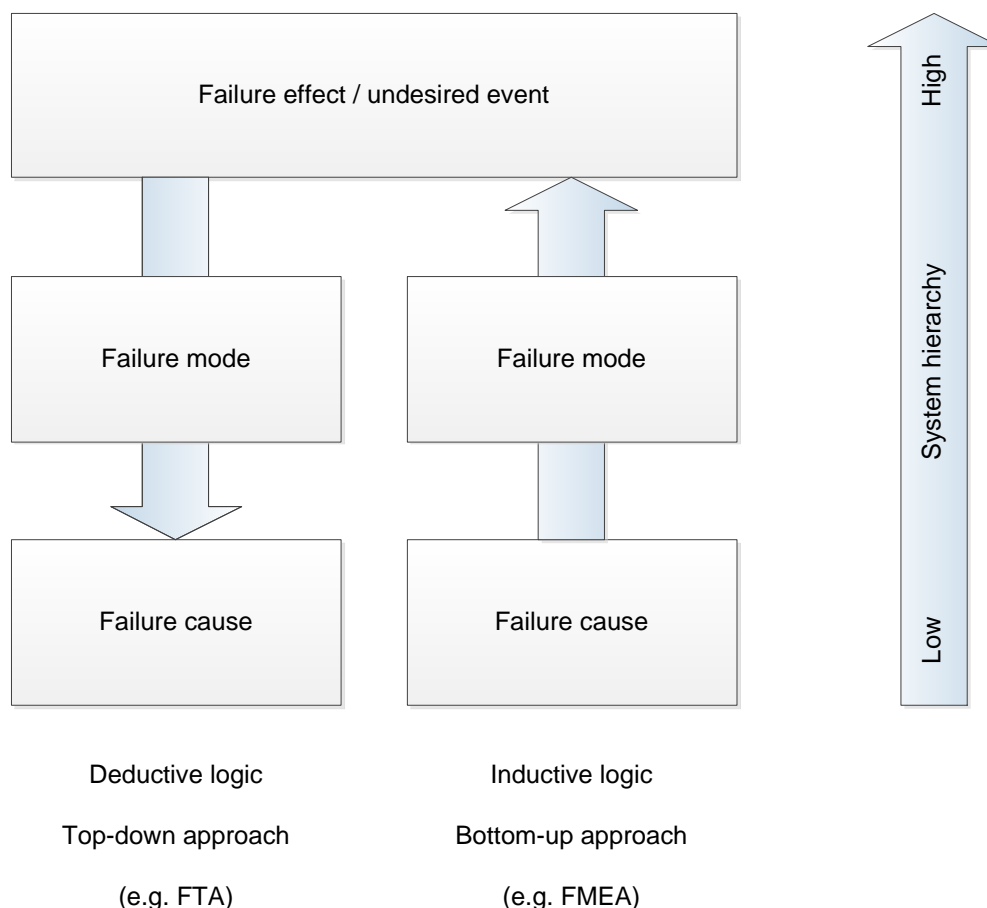 Failure effect / undesired event
Failure mode
Failure mode
Failure cause
Failure cause
Deductive logic
Top-down approach
(e.g. FTA)
Inductive logic
Bottom-up approach
(e.g. FMEA)
High
System hierarchy
Low